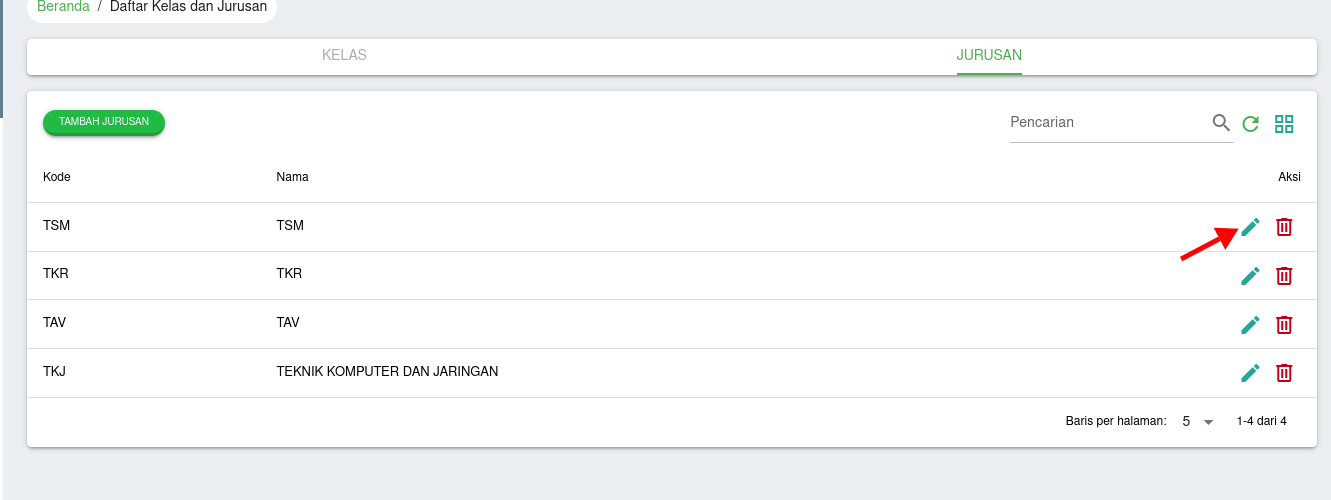 Beranda / Daftar Kelas dan Jurusan
KELAS JURUSAN
TAMBAH JURUSAN Pencarian
Kode Nama Aksi
TSM TSM
TKR TKR
TAV TAV
TKJ TEKNIK KOMPUTER DAN JARINGAN
Baris per halaman: 5 1-4 dari 4